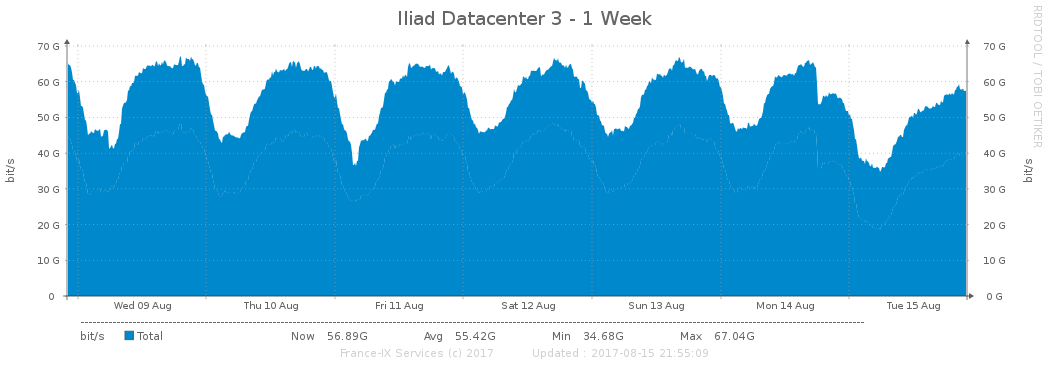 Iliad Datacenter 3 - 1 Week
RRDTOOL / TOBI OETIKER
70 G 70 G
60 G 60 G
50 G 50 G
40 G 40 G
30 G 30 G
20 G 20 G
10 G 10 G
0 0 G
bit/s bit/s
Wed 09 Aug Thu 10 Aug Fri 11 Aug Sat 12 Aug Sun 13 Aug Mon 14 Aug Tue 15 Aug
bit/s Total Now 56.89G Avg 55.42G Min 34.68G Max 67.04G
France-IX Services (c) 2017 Updated : 2017-08-15 21:55:09